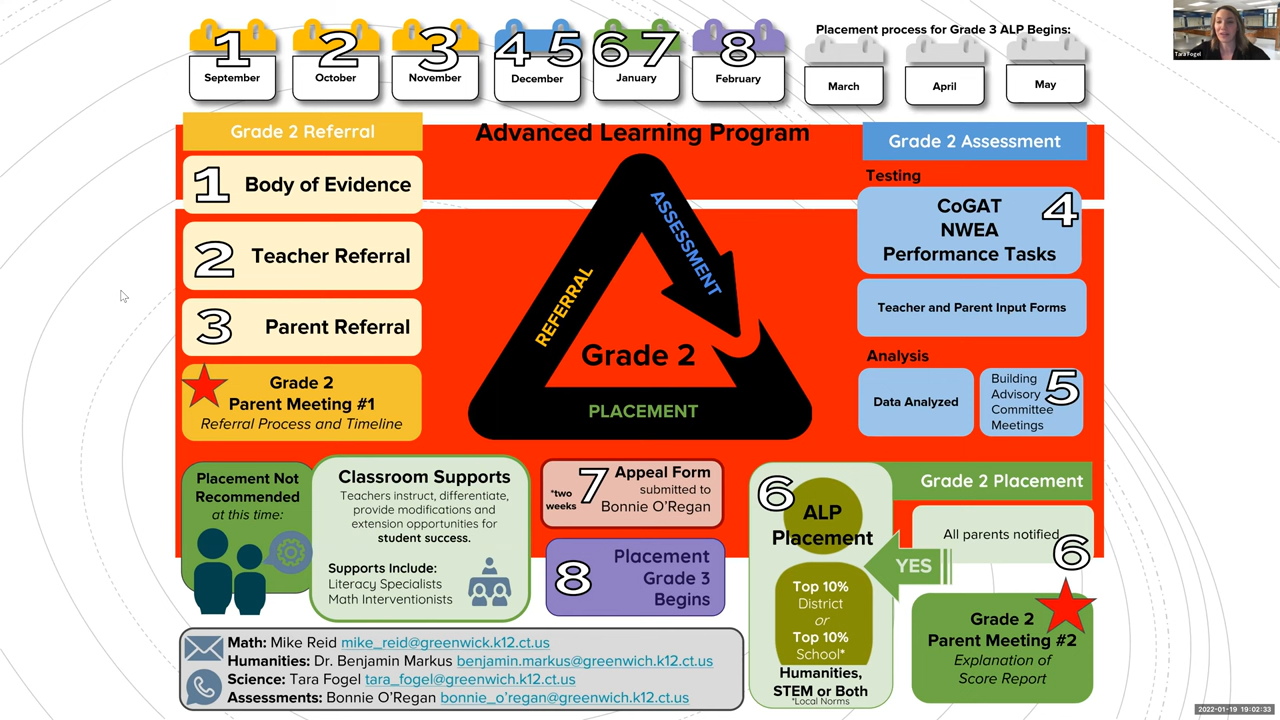 1
September
2
October
3
November
4 5
December
6 7
January
8
February
Placement process for Grade 3 ALP Begins:
March
April
May
Tara Fogel
Advanced Learning Program
Grade 2 Referral
1 Body of Evidence
2 Teacher Referral
3 Parent Referral
Grade 2
Parent Meeting #1
Referral Process and Timeline
REFERRAL
ASSESSMENT
Grade 2
PLACEMENT
Grade 2 Assessment
Testing
CoGAT
NWEA
Performance Tasks
4
Teacher and Parent Input Forms
Analysis
Data Analyzed
Building
Advisory
Committee
Meetings
5
Placement Not
Recommended
at this time:
Classroom Supports
Teachers instruct, differentiate,
provide modifications and
extension opportunities for
student success.
Supports Include:
Literacy Specialists
Math Interventionists
*two
weeks
7
Appeal Form
submitted to
Bonnie O'Regan
8
Placement
Grade 3
Begins
6
ALP
Placement
Top 10%
District
or
Top 10%
School*
Humanities,
STEM or Both
*Local Norms
Grade 2 Placement
All parents notified
6
YES
Grade 2
Parent Meeting #2
Explanation of
Score Report
Math: Mike Reid mike_reid@greenwick.k12.ct.us
Humanities: Dr. Benjamin Markus benjamin.markus@greenwich.k12.ct.us
Science: Tara Fogel tara_fogel@greenwich.k12.ct.us
Assessments: Bonnie O'Regan bonnie_o'regan@greenwich.k12.ct.us
2022-01-19 19:02:33